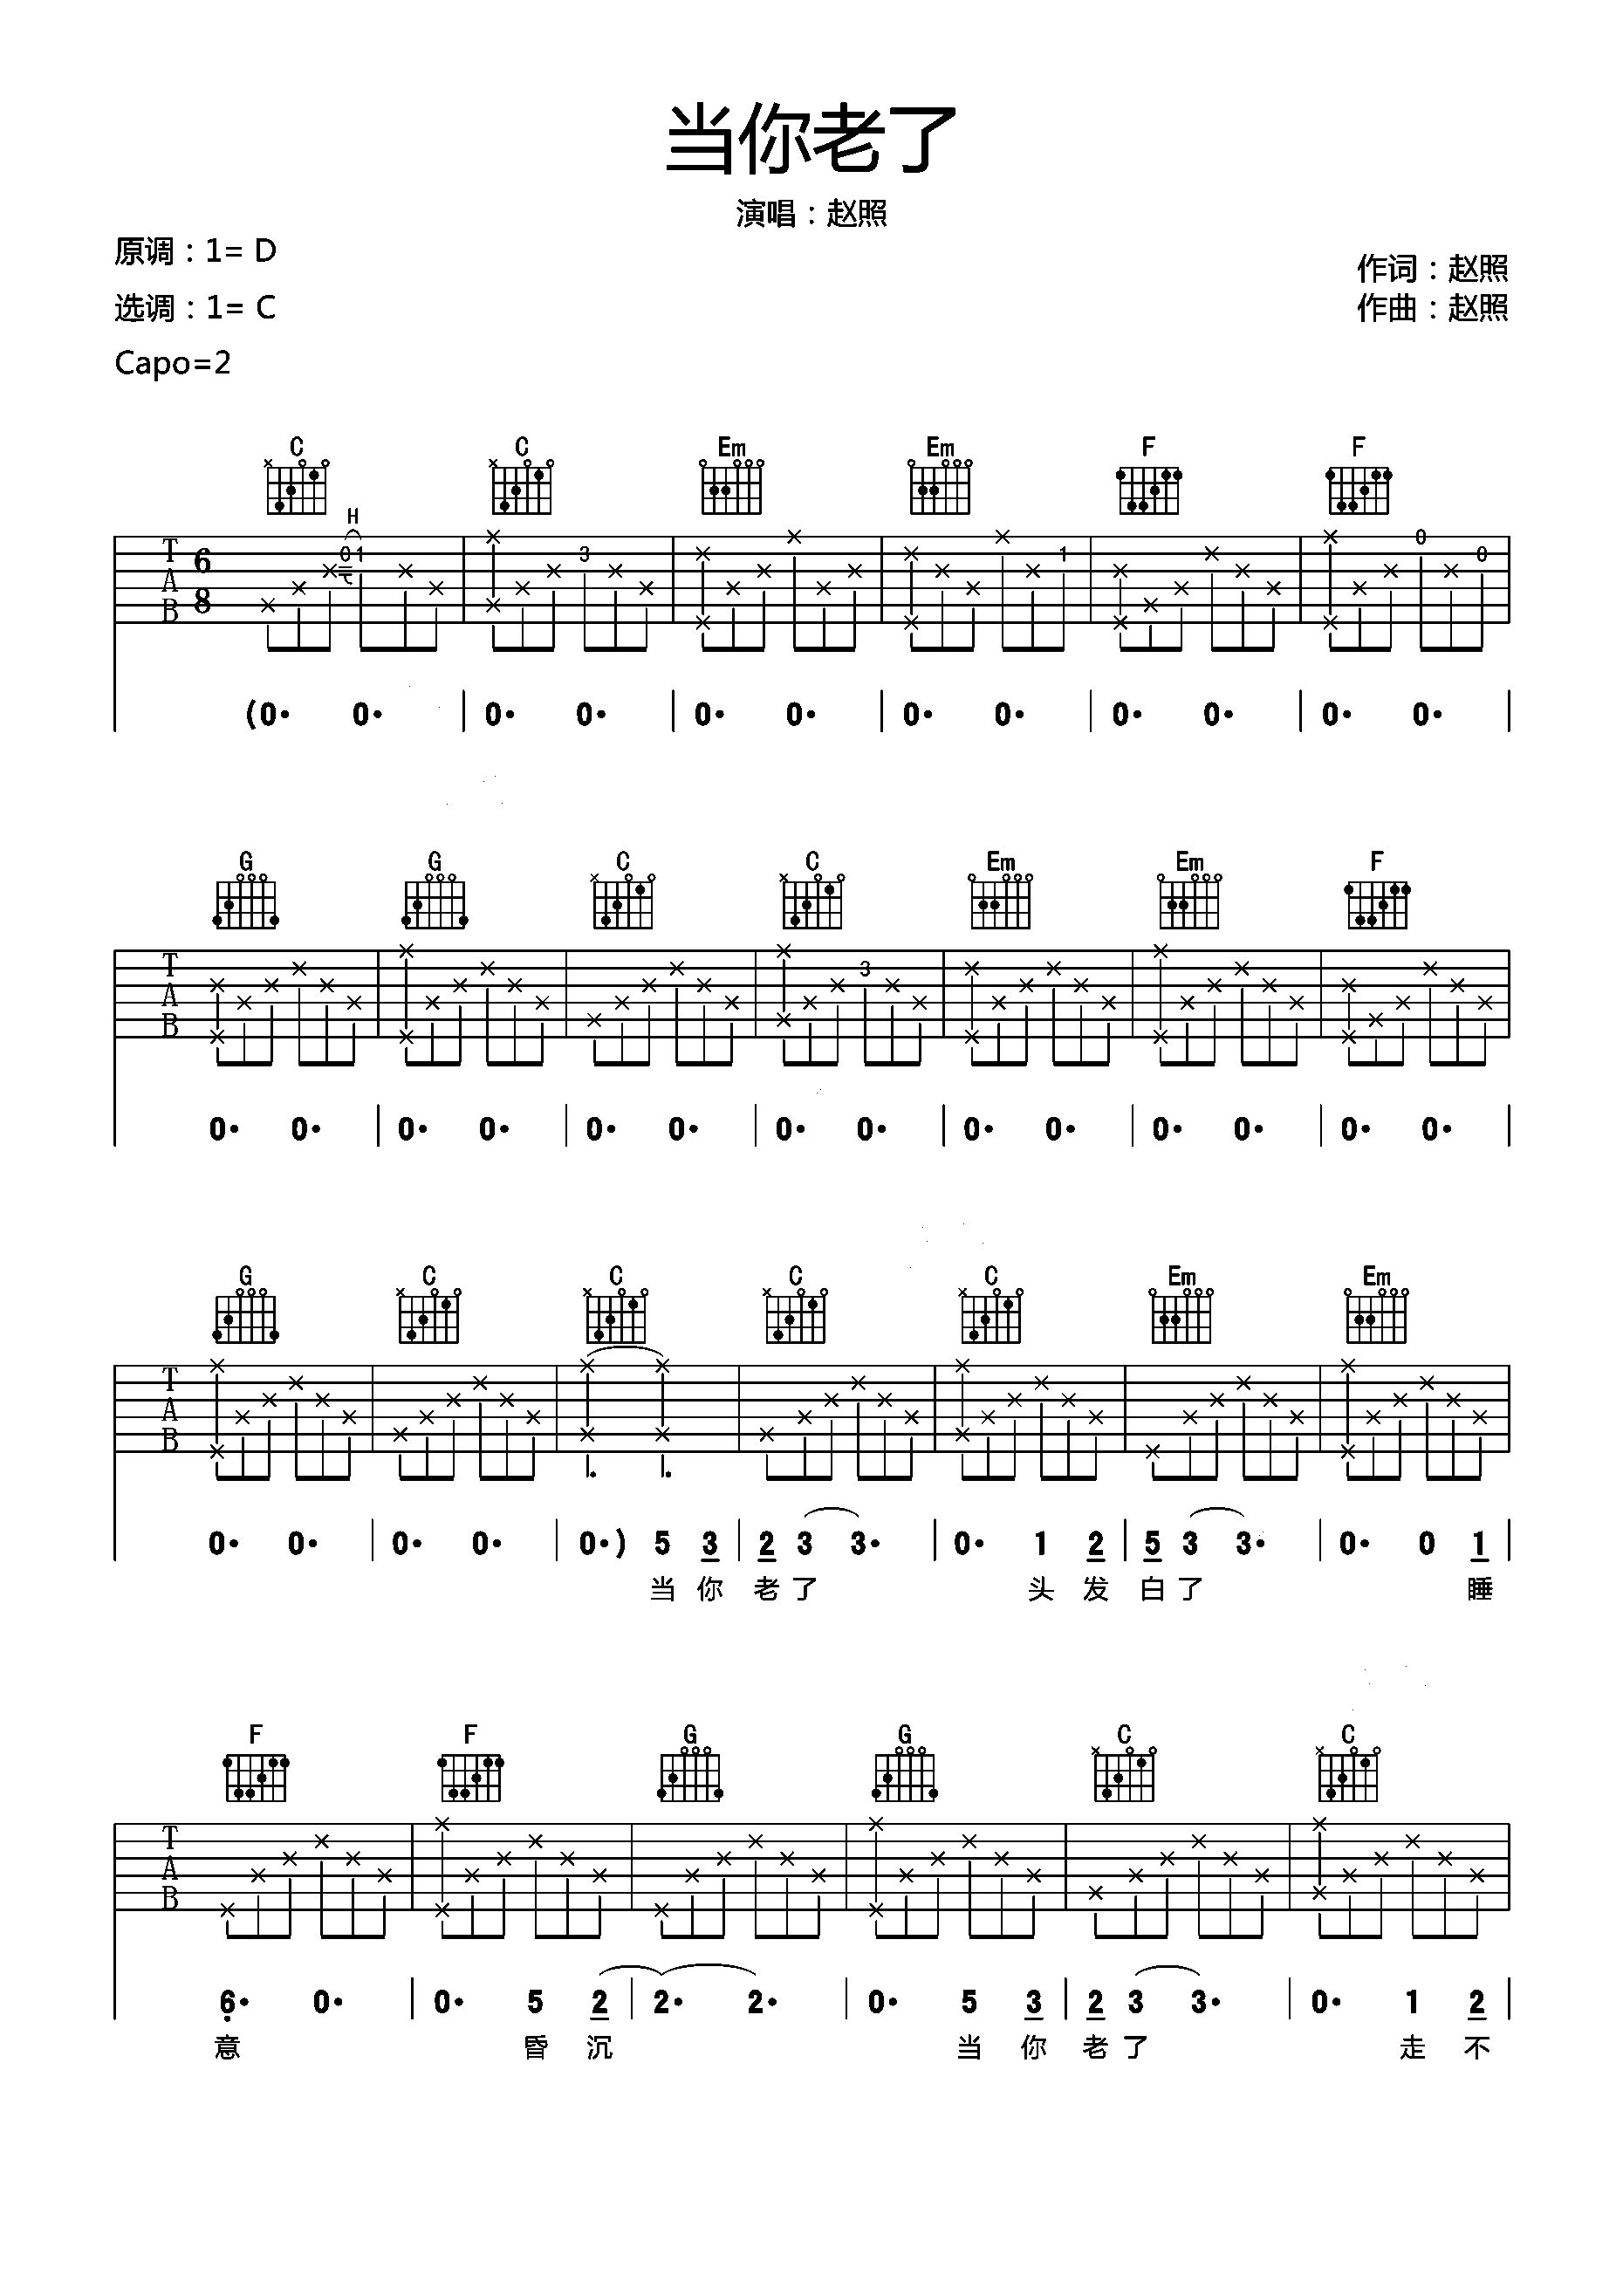 当你老了
演唱：赵照
原调：1= D
作词：赵照
选调：1= C
作曲：赵照
Capo=2
C C Em Em F F
H
T A B 6 8 0 1 3 1 0 0
(0· 0· | 0· 0· | 0· 0· | 0· 0· | 0· 0· | 0· 0· |
G G C C Em Em F
T A B 3
0· 0· | 0· 0· | 0· 0· | 0· 0· | 0· 0· | 0· 0· | 0· 0· |
G C C C C Em Em
T A B
0· 0· | 0· 0· | 0·) 5 3 | 2 3 3· | 0· 1 2 | 5 3 3· | 0· 0 1 |
当 你 老 了 头 发 白 了 睡
F F G G C C
T A B
6· 0· | 0· 5 2 | 2· 2· | 0· 5 3 | 2 3 3· | 0· 1 2 |
意 昏 沉 当 你 老 了 走 不